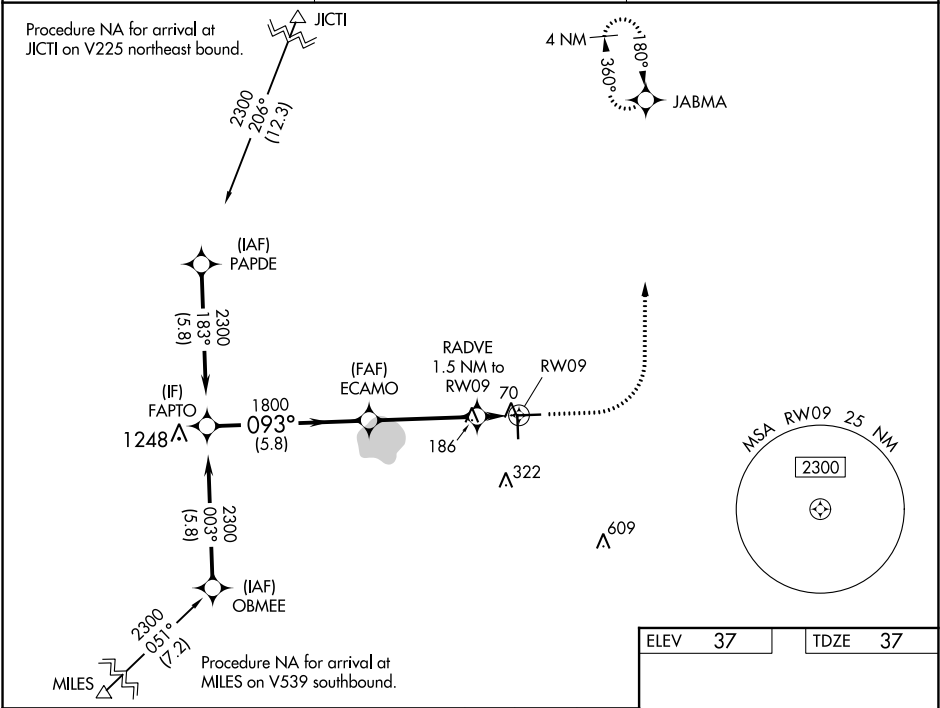 Procedure NA for arrival at
JICTI on V225 northeast bound.
JICTI
2300
206°
(12.3)
4 NM
360°
180°
JABMA
(IAF)
PAPDE
2300
183°
(5.8)
(IF)
FAPTO
1248
1800
093°
(5.8)
(FAF)
ECAMO
RADVE
1.5 NM to
RW09
70
RW09
186
322
609
2300
003°
(5.8)
(IAF)
OBMEE
2300
051°
(7.2)
MILES
Procedure NA for arrival at
MILES on V539 southbound.
MSA RW09 25 NM
2300
ELEV 37
TDZE 37